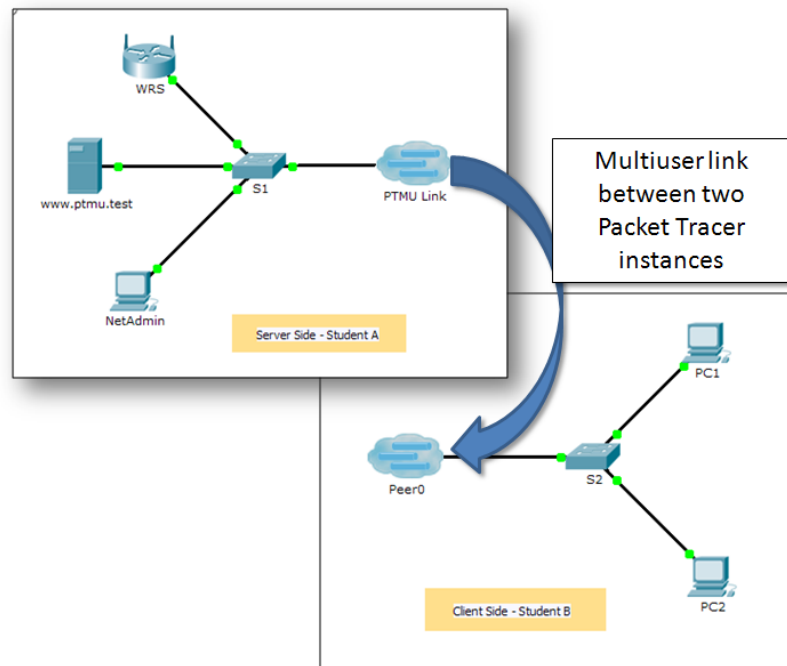 WRS
www.ptmu.test
S1
PTMU Link
NetAdmin
Server Side - Student A
Multiuser link
between two
Packet Tracer
instances
PC1
Peer0
S2
PC2
Client Side - Student B